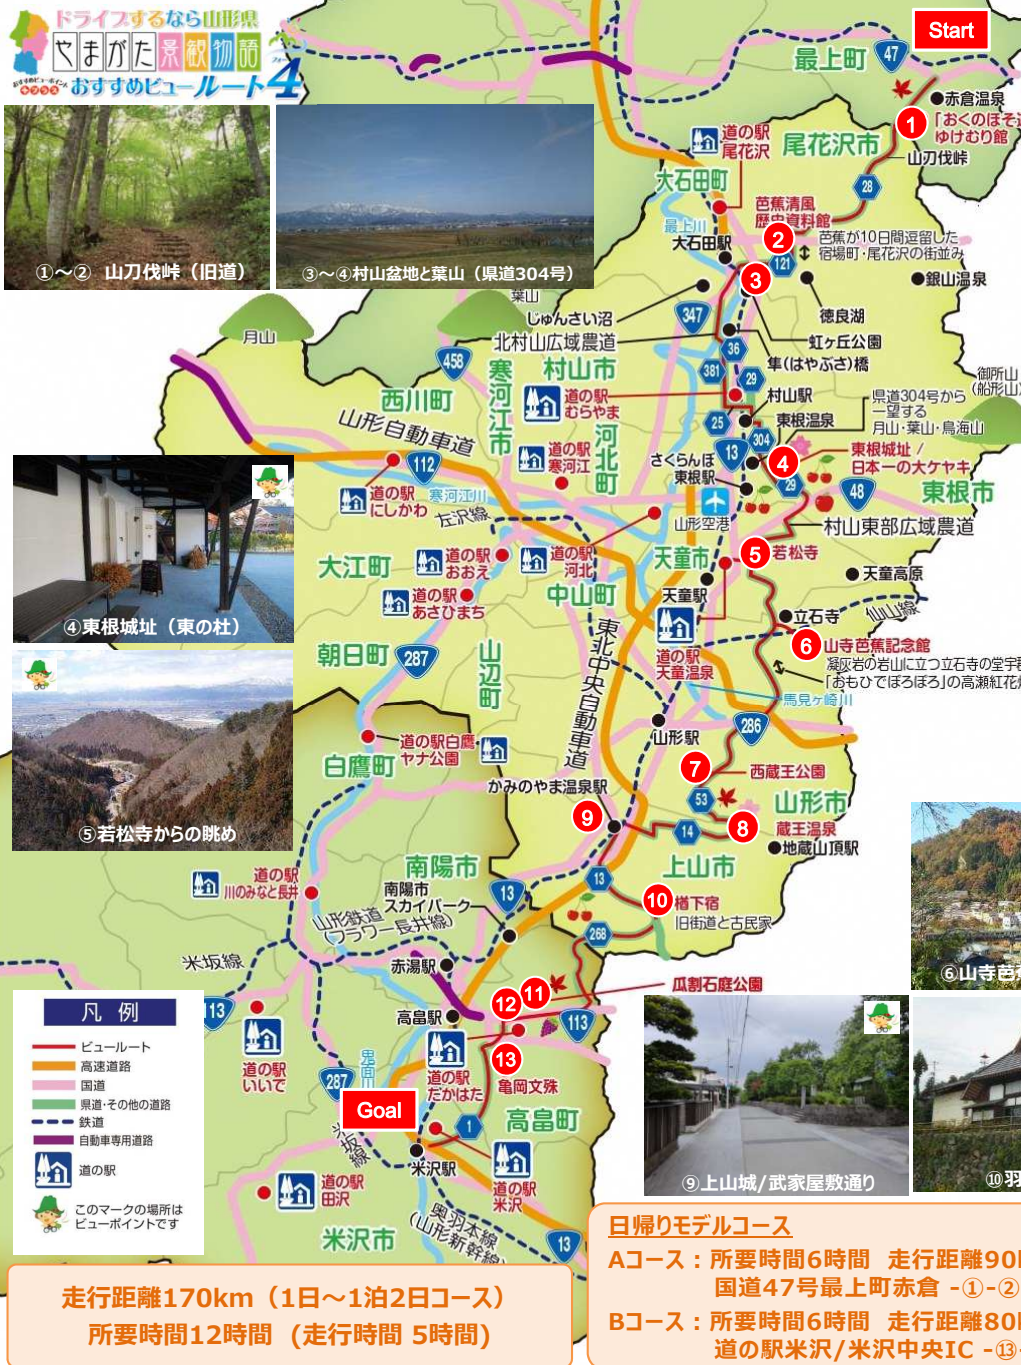 ドライブするなら山形県
やまがた景観物語
おすすめビューポイント
プラス
おすすめビュールート4
フォー
Start
最上町
47
赤倉温泉
1
「おくのほそ道
ゆけむり館
山刀伐峠
28
道の駅
尾花沢
尾花沢市
大石田町
最上川
大石田駅
芭蕉清風
歴史資料館
2
芭蕉が10日間逗留した
宿場町・尾花沢の街並み
121
3
銀山温泉
徳良湖
①～② 山刀伐峠（旧道）
③～④村山盆地と葉山（県道304号）
葉山
じゅんさい沼
347
北村山広域農道
虹ヶ丘公園
隼(はやぶさ)橋
36
月山
458
寒河江市
村山市
381
29
御所山
(船形山)
西川町
道の駅
むらやま
村山駅
県道304号から
一望する
月山・葉山・鳥海山
山形自動車道
25
東根温泉
304
河北町
13
4
東根城址 /
日本一の大ケヤキ
112
道の駅
寒河江
さくらんぼ
東根駅
29
48
東根市
道の駅
にしかわ
寒河江川
左沢線
山形空港
村山東部広域農道
大江町
道の駅
おおえ
道の駅
河北
天童市
5
若松寺
天童高原
道の駅
あさひまち
中山町
天童駅
立石寺
仙山線
④東根城址（東の杜）
朝日町
287
山辺町
東北中央自動車道
道の駅
天童温泉
6
山寺芭蕉記念館
凝灰岩の岩山に立つ立石寺の堂宇群
「おもひでぽろぽろ」の高瀬紅花畑
馬見ヶ崎川
道の駅白鷹
ヤナ公園
山形駅
286
白鷹町
7
西蔵王公園
かみのやま温泉駅
53
山形市
9
14
8
蔵王温泉
地蔵山頂駅
⑤若松寺からの眺め
南陽市
上山市
道の駅
川のみなと長井
南陽市
スカイパーク
13
13
10
楢下宿
旧街道と古民家
山形鉄道
(フラワー長井線)
268
米坂線
赤湯駅
瓜割石庭公園
12
11
⑥山寺芭
凡 例
ビュールート
高速道路
国道
県道・その他の道路
鉄道
自動車専用道路
道の駅
このマークの場所は
ビューポイントです
113
高畠駅
113
道の駅
いいで
鬼面川
287
道の駅
たかはた
13
亀岡文殊
Goal
高畠町
1
米坂線
米沢駅
道の駅
米沢
道の駅
田沢
米沢市
奥羽本線
(山形新幹線)
13
⑨上山城/武家屋敷通り
⑩羽
走行距離170km（1日～1泊2日コース）
所要時間12時間 (走行時間 5時間)
日帰りモデルコース
Aコース：所要時間6時間 走行距離90
国道47号最上町赤倉 -①-②
Bコース：所要時間6時間 走行距離80
道の駅米沢/米沢中央IC -⑬